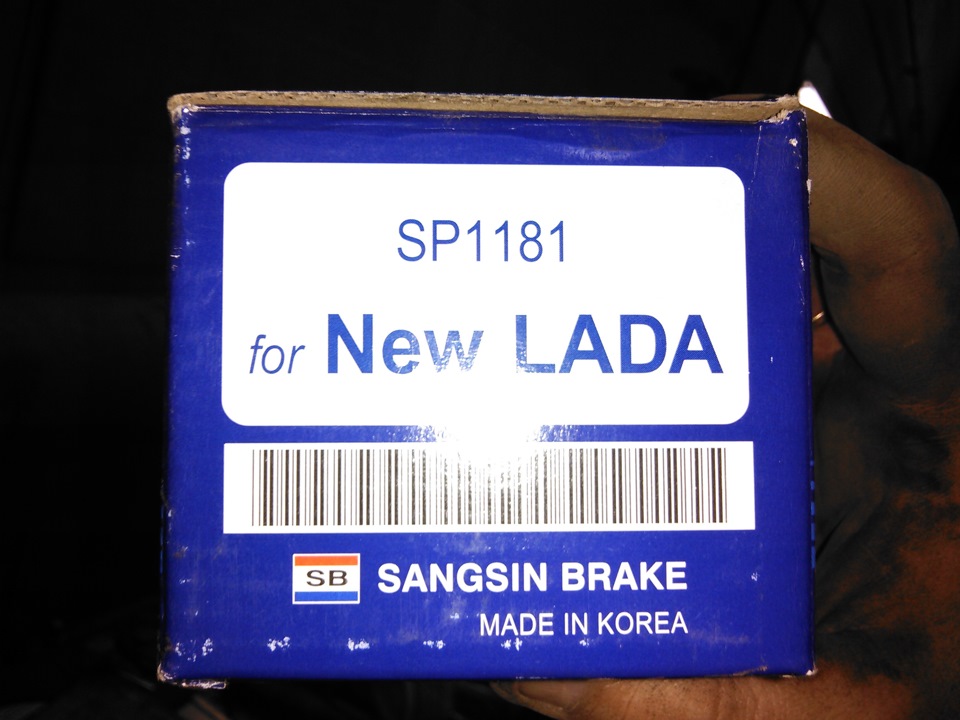 SP1181
for New LADA
SB SANGSIN BRAKE
MADE IN KOREA